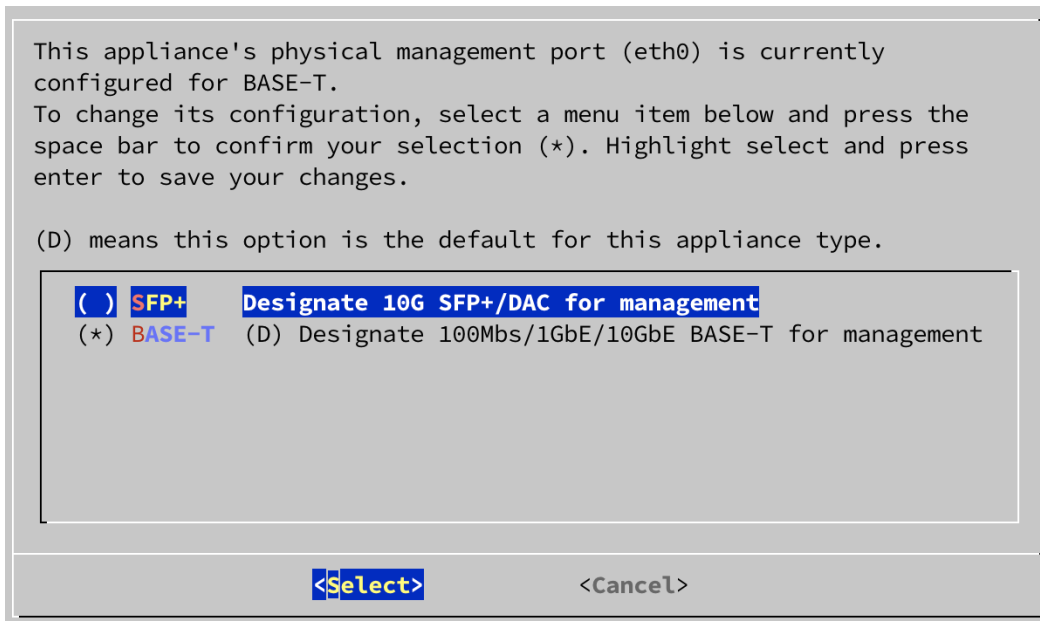 This appliance's physical management port (eth0) is currently
configured for BASE-T.
To change its configuration, select a menu item below and press the
space bar to confirm your selection (*). Highlight select and press
enter to save your changes.
(D) means this option is the default for this appliance type.
( ) SFP+ Designate 10G SFP+/DAC for management
(*) BASE-T (D) Designate 100Mbs/1GbE/10GbE BASE-T for management
<Select> <Cancel>